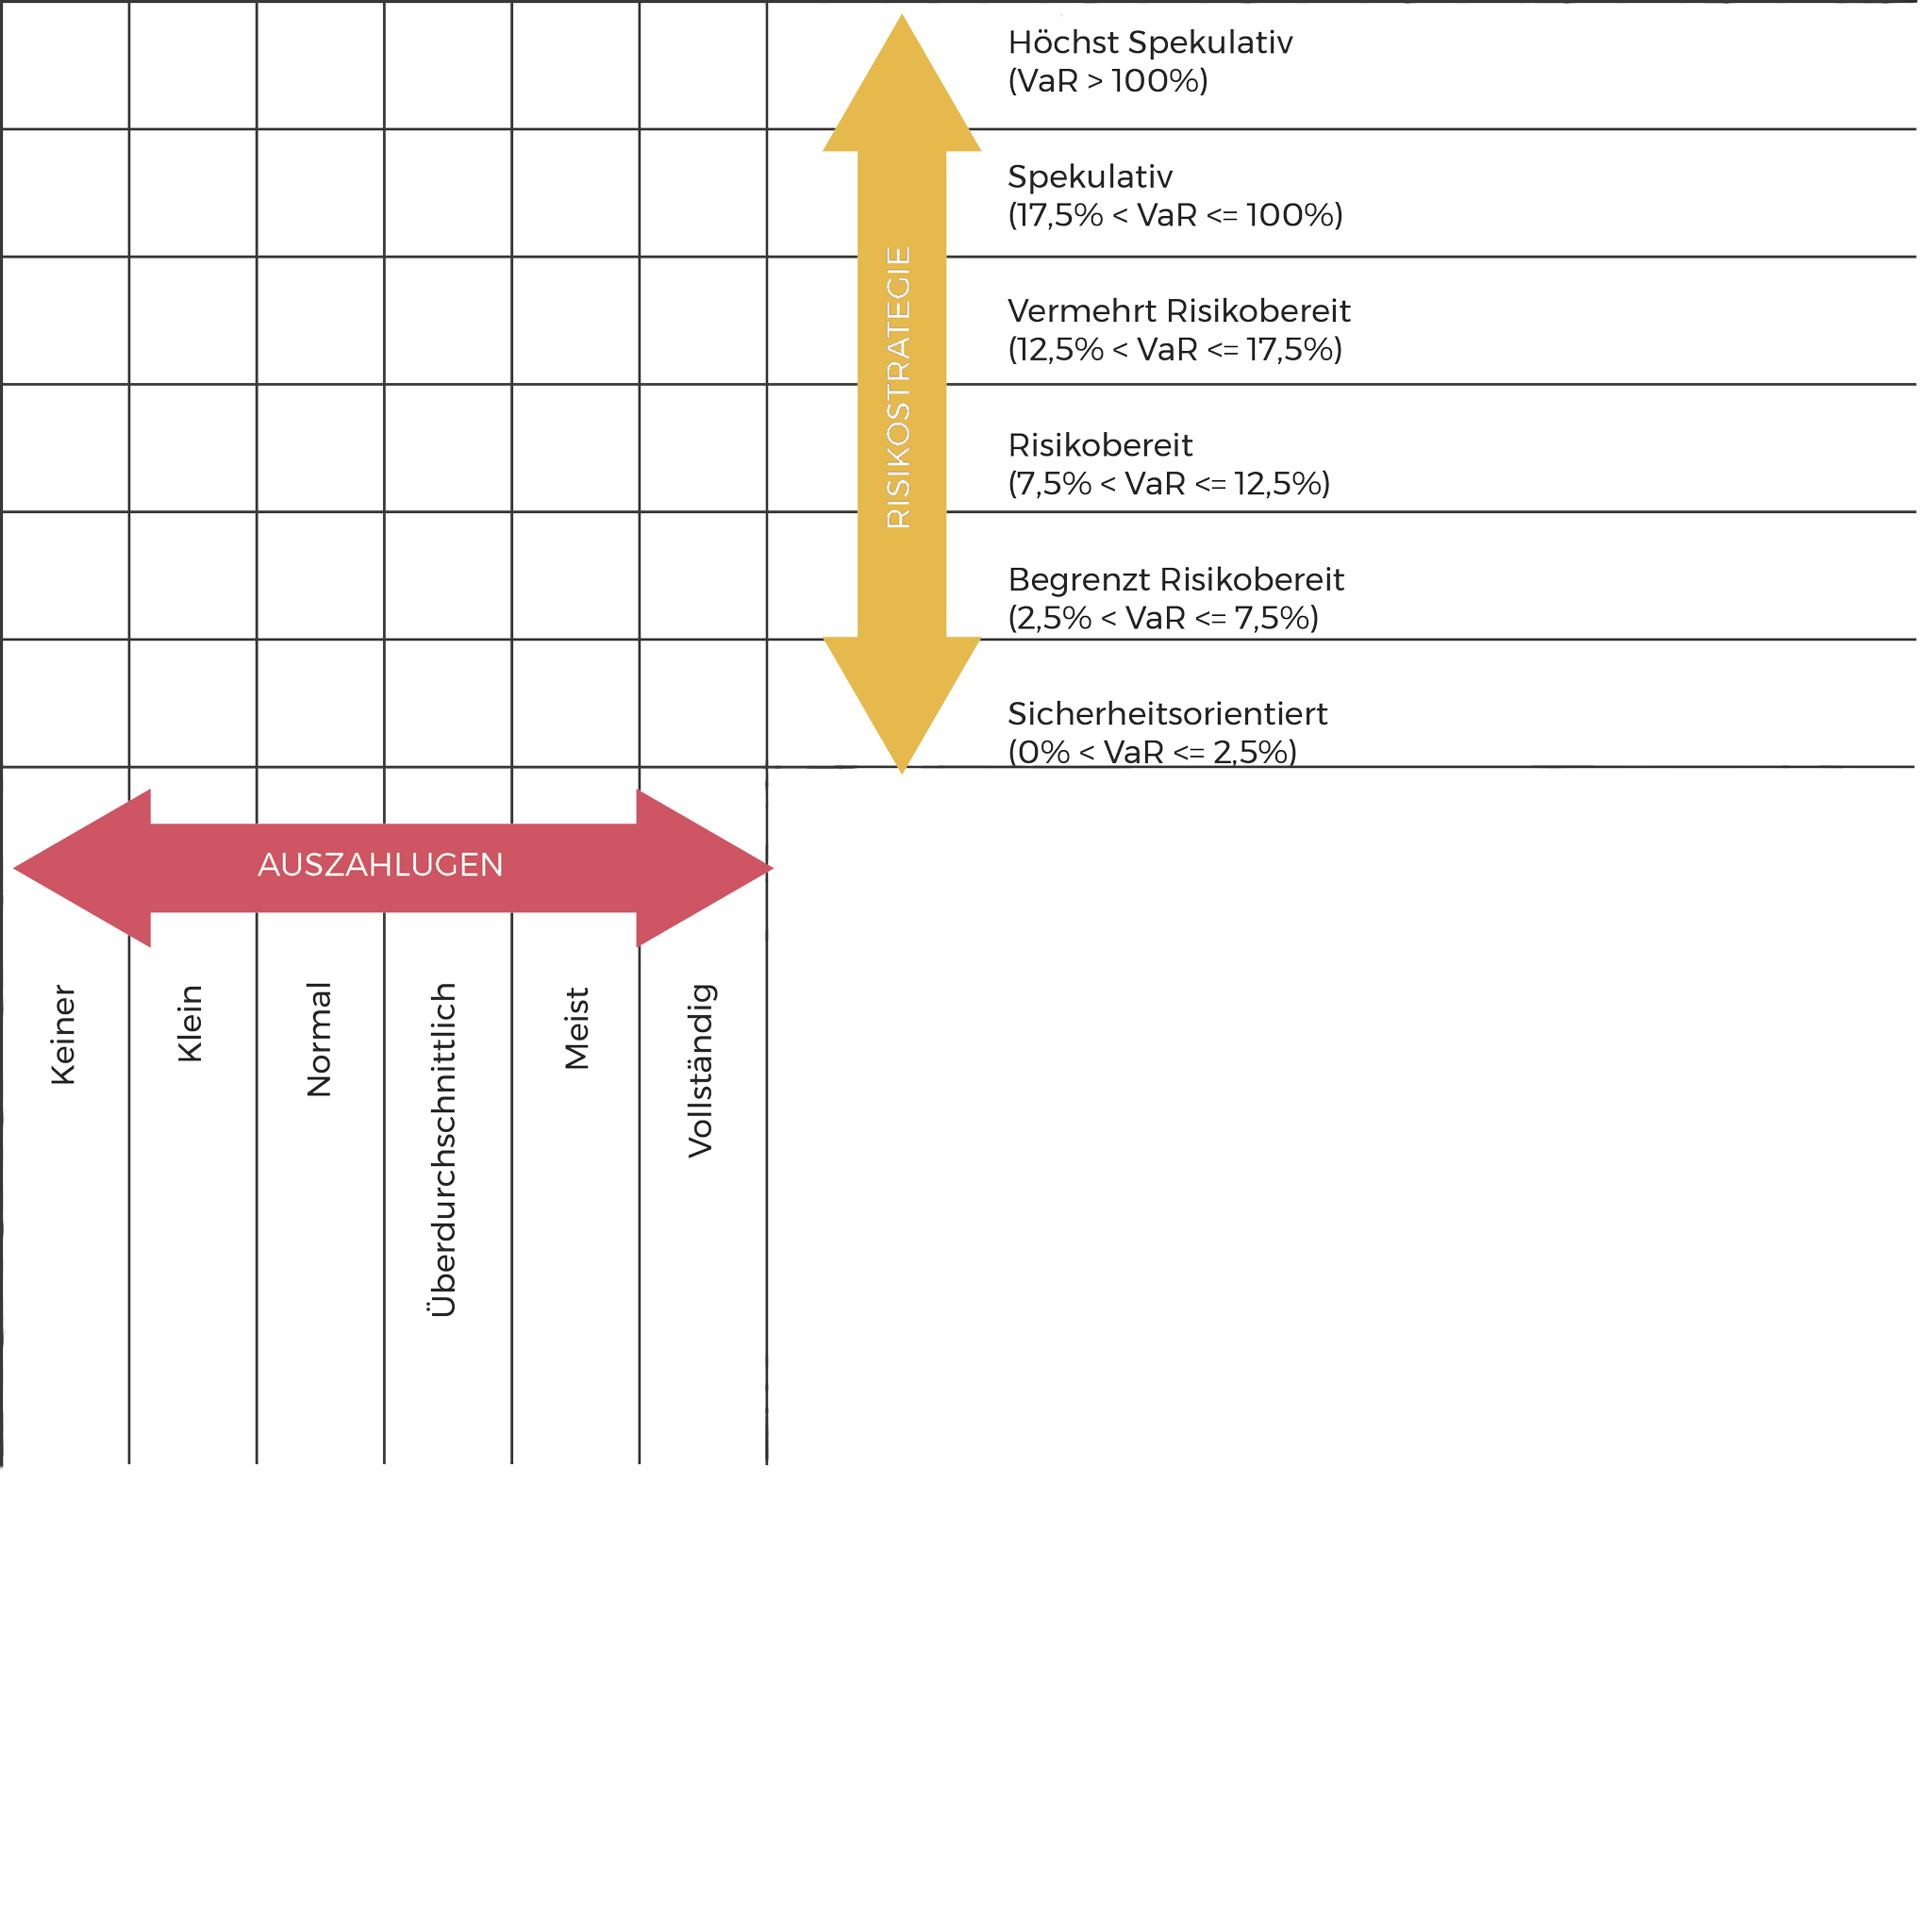 Höchst Spekulativ
(VaR > 100%)
Spekulativ
(17,5% < VaR <= 100%)
Vermehrt Risikobereit
(12,5% < VaR <= 17,5%)
Risikobereit
(7,5% < VaR <= 12,5%)
Begrenzt Risikobereit
(2,5% < VaR <= 7,5%)
Sicherheitsorientiert
(0% < VaR <= 2,5%)
RISIKOSTRATEGIE
AUSZAHLUGEN
Keiner
Klein
Normal
Überdurchschnittlich
Meist
Vollständig